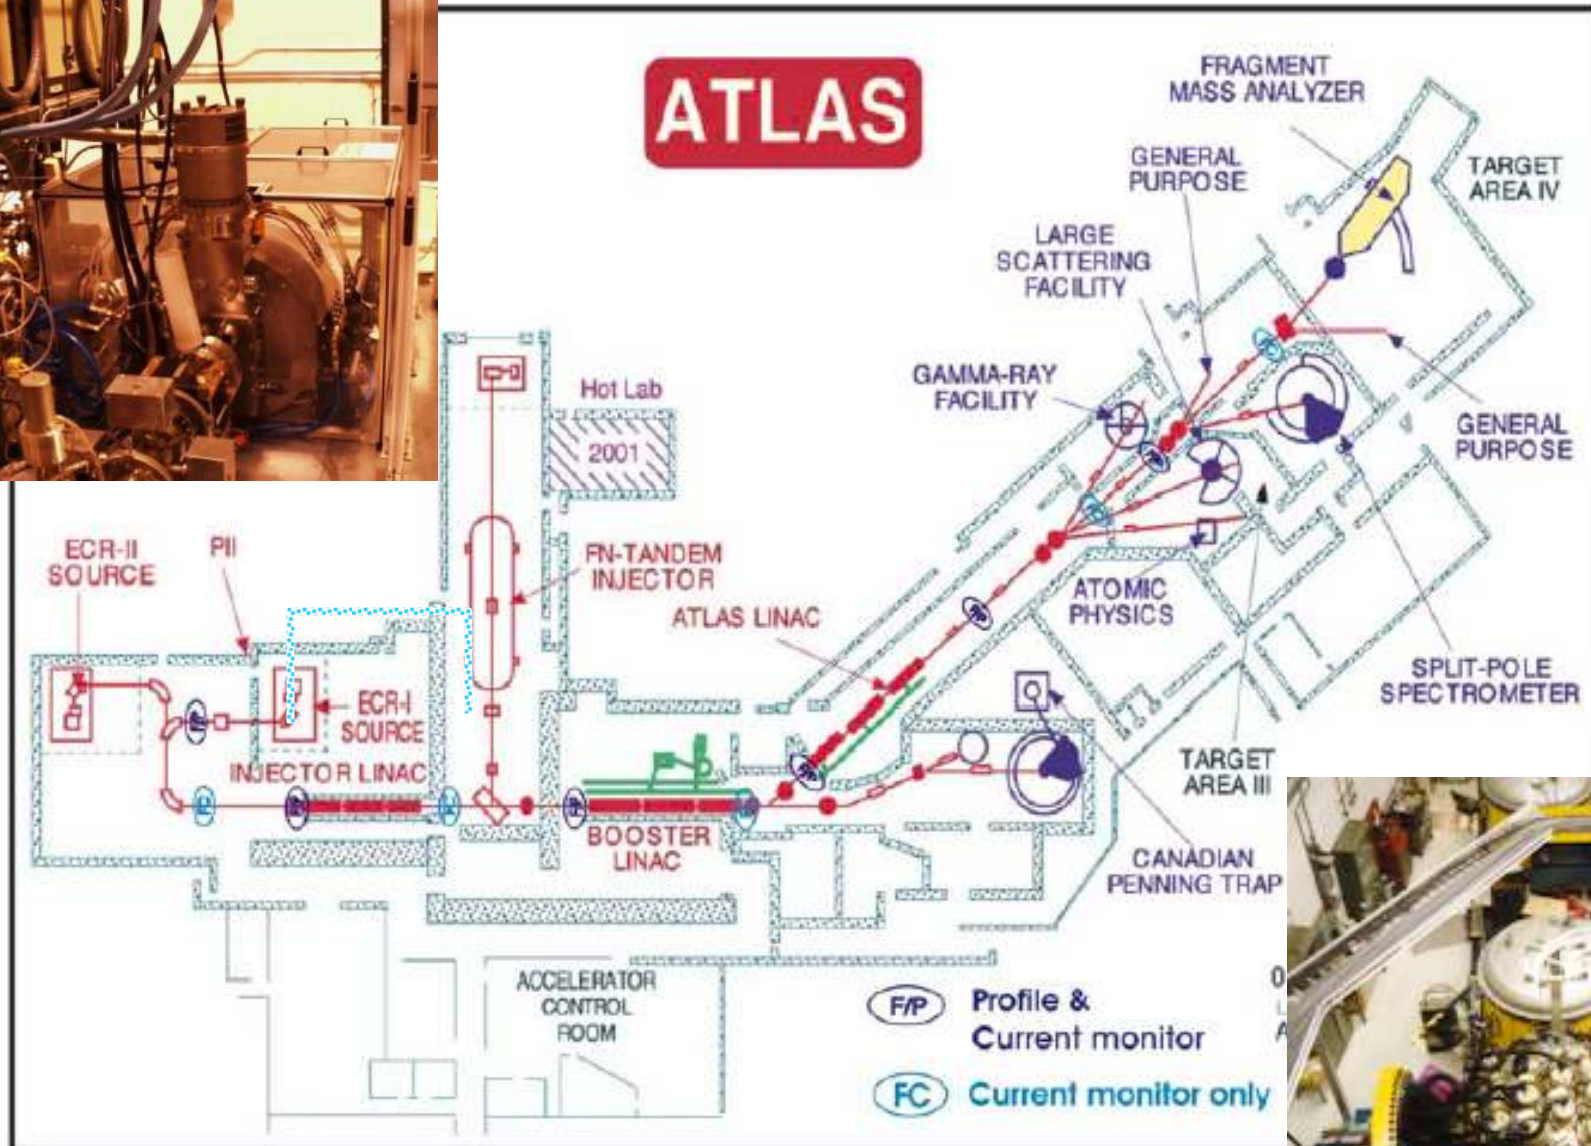 ATLAS
FRAGMENT
MASS ANALYZER
GENERAL
PURPOSE
TARGET
AREA IV
LARGE
SCATTERING
FACILITY
GAMMA-RAY
FACILITY
Hot Lab
2001
GENERAL
PURPOSE
ECR-II
SOURCE
PII
FN-TANDEM
INJECTOR
ATLAS LINAC
ATOMIC
PHYSICS
SPLIT-POLE
SPECTROMETER
ECR-I
SOURCE
INJECTOR LINAC
TARGET
AREA III
BOOSTER
LINAC
CANADIAN
PENNING TRAP
ACCELERATOR
CONTROL
ROOM
F/P Profile &
Current monitor
FC Current monitor only